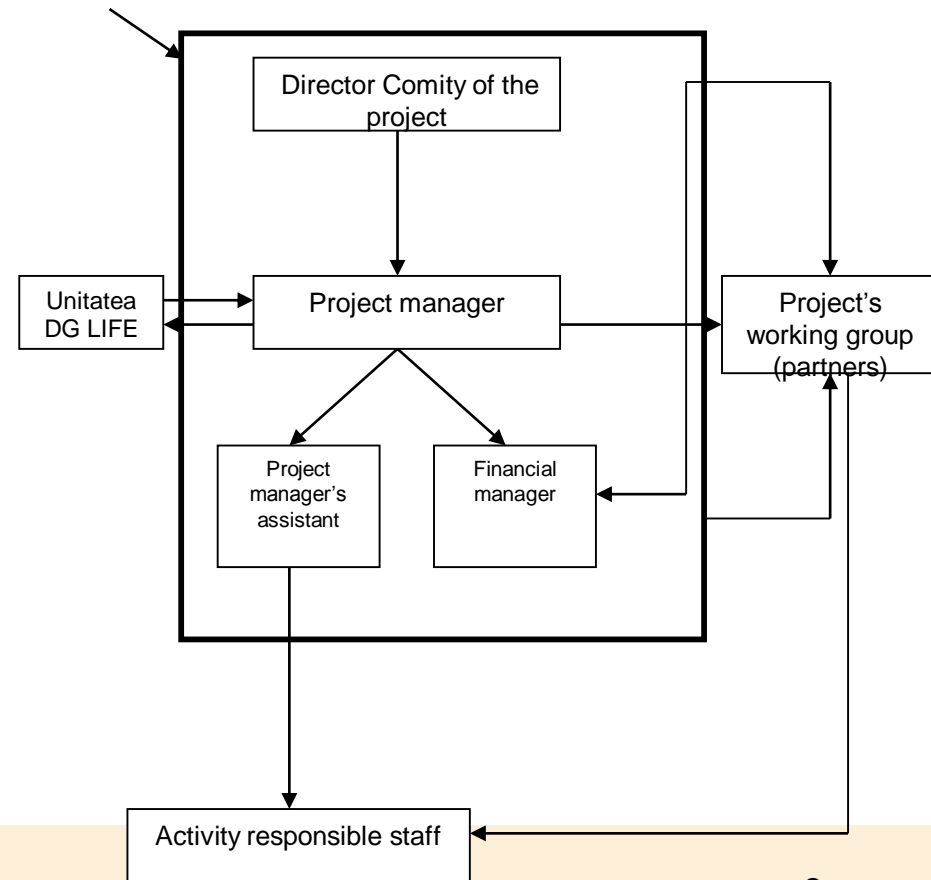 Director Comity of the
project
Unitatea
DG LIFE
Project manager
Project's
working group
(partners)
Project
manager's
assistant
Financial
manager
Activity responsible staff